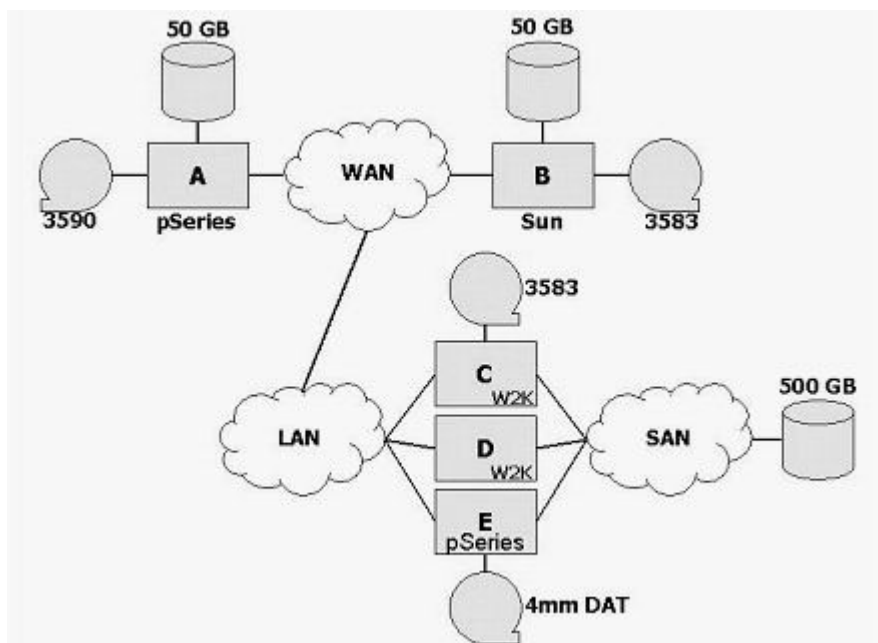 50 GB
50 GB
A
WAN
B
3590
pSeries
Sun
3583
3583
C
W2K
500 GB
LAN
D
W2K
SAN
E
pSeries
4mm DAT